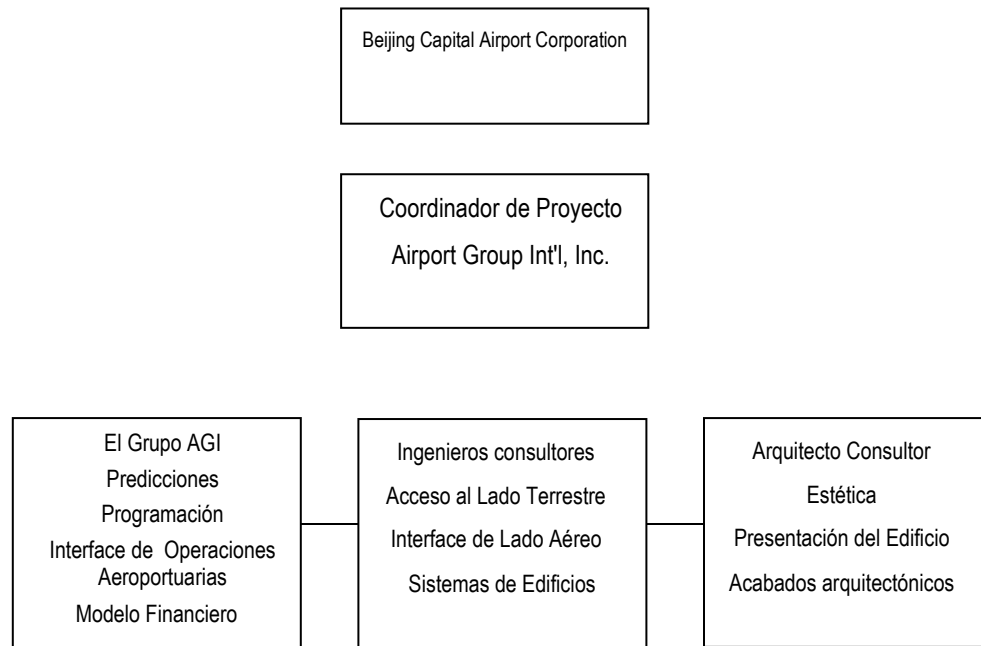 Beijing Capital Airport Corporation
Coordinador de Proyecto
Airport Group Int'l, Inc.
El Grupo AGI
Predicciones
Programación
Interface de Operaciones
Aeroportuarias
Modelo Financiero
Ingenieros consultores
Acceso al Lado Terrestre
Interface de Lado Aéreo
Sistemas de Edificios
Arquitecto Consultor
Estética
Presentación del Edificio
Acabados arquitectónicos